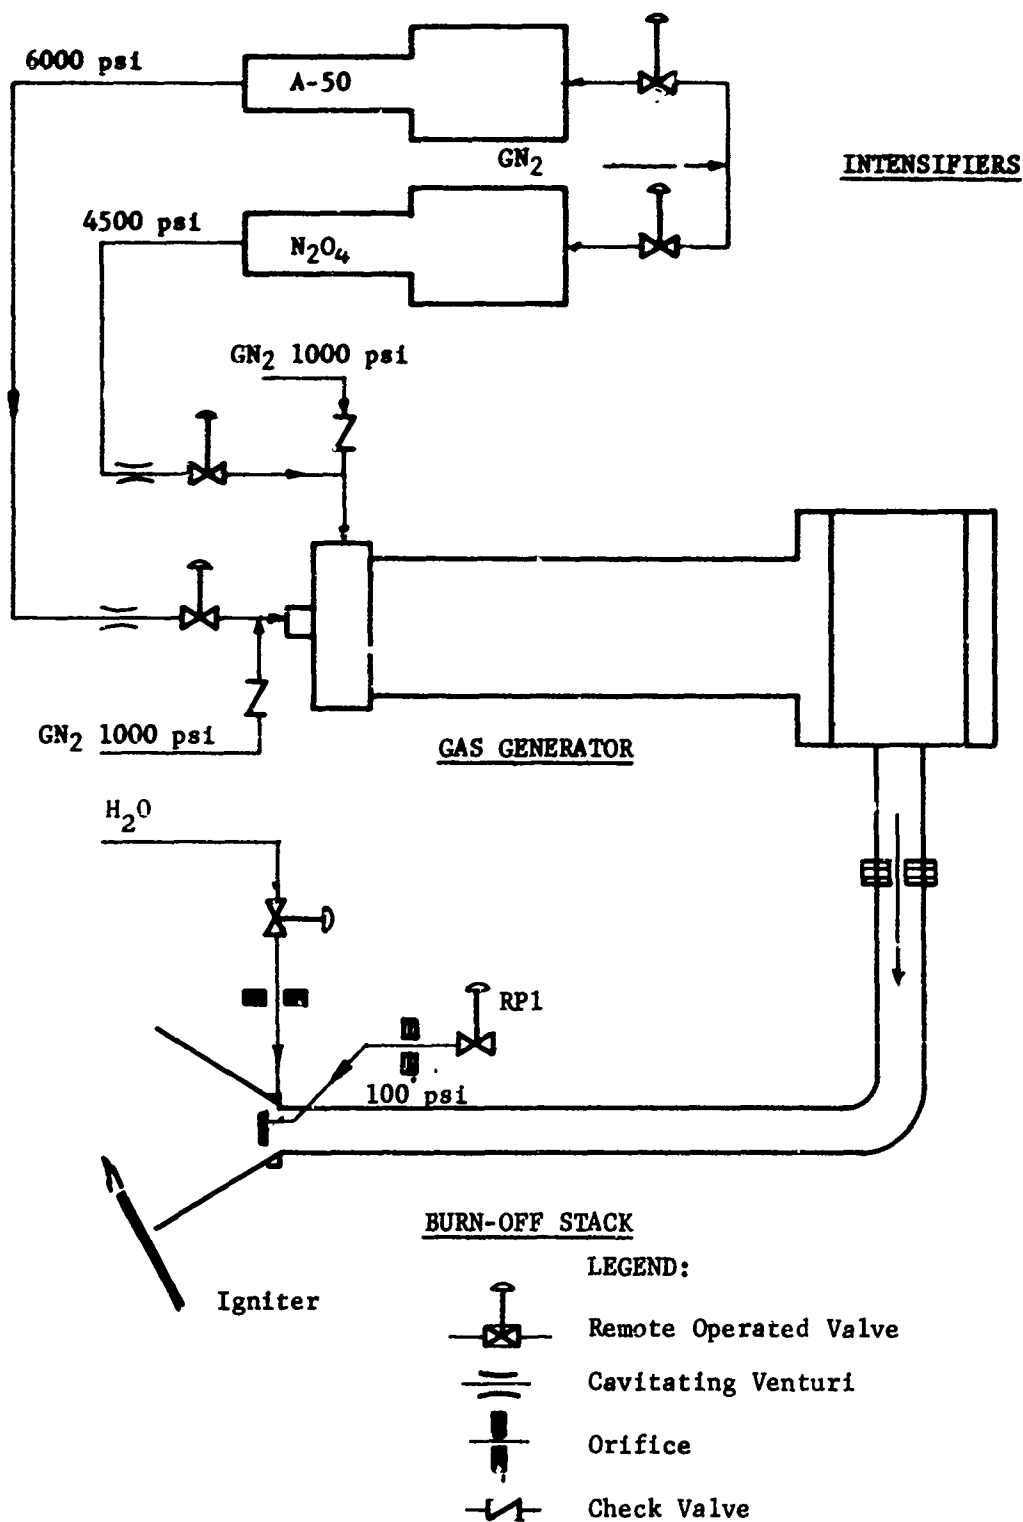 6000 psi
A-50
GN2
INTENSIFIERS
4500 psi
N2O4
GN2 1000 psi
GN2 1000 psi
GAS GENERATOR
H2O
RP1
100 psi
BURN-OFF STACK
LEGEND:
Igniter
Remote Operated Valve
Cavitating Venturi
Orifice
Check Valve